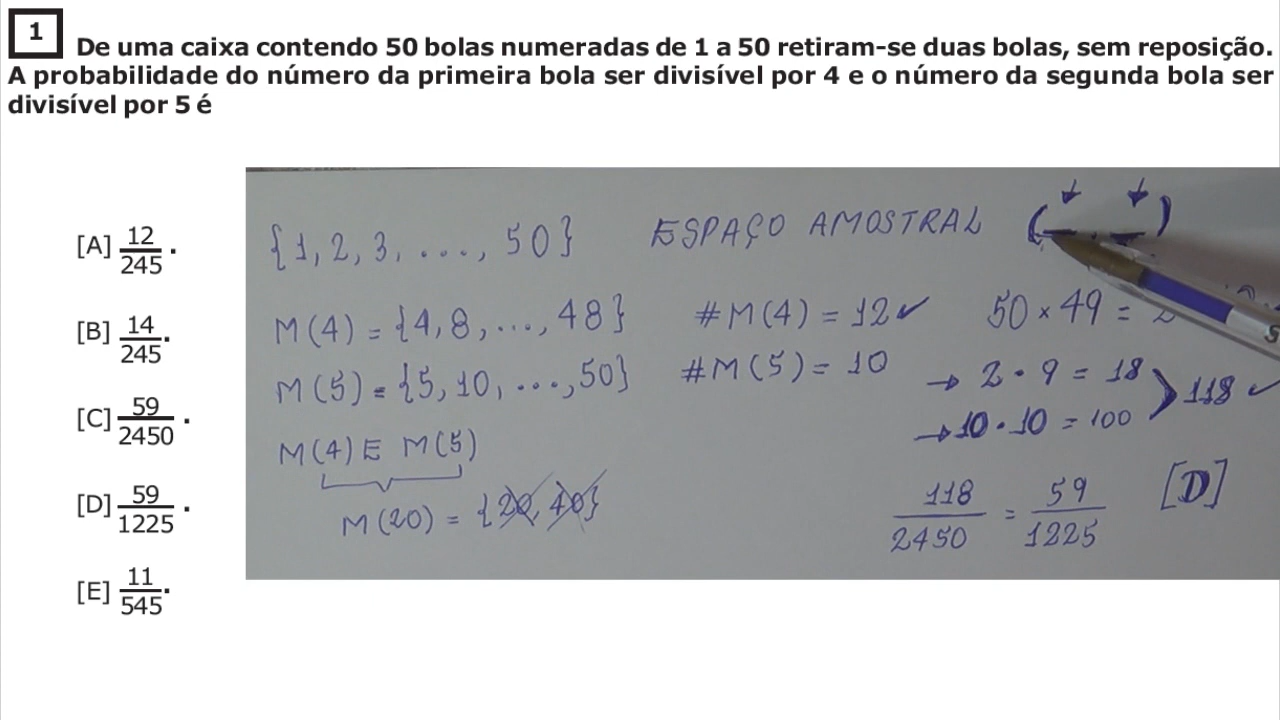 1
De uma caixa contendo 50 bolas numeradas de 1 a 50 retiram-se duas bolas, sem reposição.
A probabilidade do número da primeira bola ser divisível por 4 e o número da segunda bola ser
divisível por 5 é
[A] 12/245.
[B] 14/245.
[C] 59/2450.
[D] 59/1225.
[E] 11/545.
{1, 2, 3, ..., 50}
ESPAÇO AMOSTRAL (_, _)
M(4) = {4, 8, ..., 48}
#M(4) = 12 ✓
50 × 49 = 2
M(5) = {5, 10, ..., 50}
#M(5) = 10
→ 2 · 9 = 18
→ 10 · 10 = 100
> 118 ✓
M(4) E M(5)
M(20) = {20, 40}
118/2450 = 59/1225
[D]